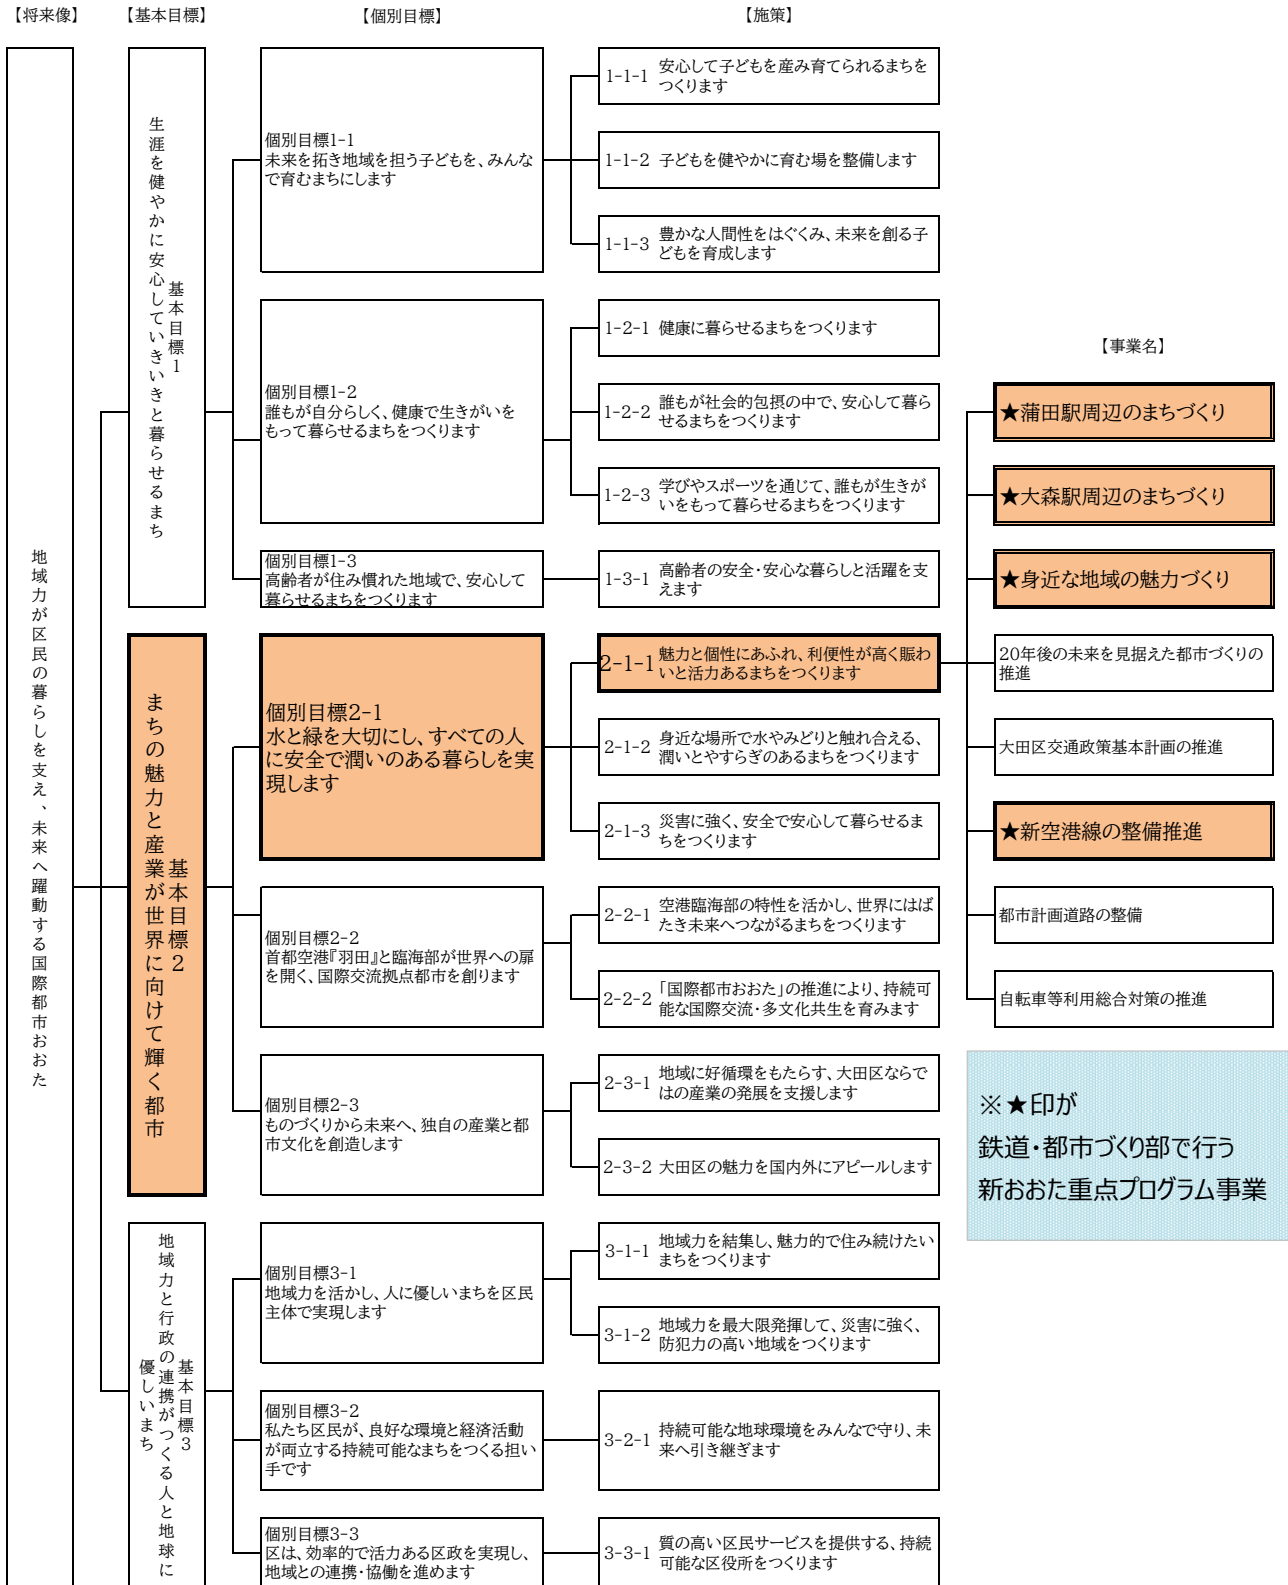 【将来像】
【基本目標】
【個別目標】
【施策】
地域力が区民の暮らしを支え、未来へ躍動する国際都市おおた
基本目標1
生涯を健やかに安心していきいきと暮らせるまち
個別目標1-1
未来を拓き地域を担う子どもを、みんな
で育むまちにします
1-1-1 安心して子どもを産み育てられるまちを
つくります
1-1-2 子どもを健やかに育む場を整備します
1-1-3 豊かな人間性をはぐくみ、未来を創る子
どもを育成します
個別目標1-2
誰もが自分らしく、健康で生きがいを
もって暮らせるまちをつくります
1-2-1 健康に暮らせるまちをつくります
1-2-2 誰もが社会的包摂の中で、安心して暮ら
せるまちをつくります
1-2-3 学びやスポーツを通じて、誰もが生きが
いをもって暮らせるまちをつくります
個別目標1-3
高齢者が住み慣れた地域で、安心して
暮らせるまちをつくります
1-3-1 高齢者の安全・安心な暮らしと活躍を支
えます
基本目標2
まちの魅力と産業が世界に向けて輝く都市
個別目標2-1
水と緑を大切にし、すべての人
に安全で潤いのある暮らしを実
現します
2-1-1 魅力と個性にあふれ、利便性が高く賑わ
いと活力あるまちをつくります
2-1-2 身近な場所で水やみどりと触れ合える、
潤いとやすらぎのあるまちをつくります
2-1-3 災害に強く、安全で安心して暮らせるま
ちをつくります
個別目標2-2
首都空港『羽田』と臨海部が世界への扉
を開く、国際交流拠点都市を創ります
2-2-1 空港臨海部の特性を活かし、世界にはば
たき未来へつながるまちをつくります
2-2-2 「国際都市おおた」の推進により、持続可
能な国際交流・多文化共生を育みます
個別目標2-3
ものづくりから未来へ、独自の産業と都
市文化を創造します
2-3-1 地域に好循環をもたらす、大田区ならで
はの産業の発展を支援します
2-3-2 大田区の魅力を国内外にアピールします
基本目標3
地域力と行政の連携がつくる人と地球に
優しいまち
個別目標3-1
地域力を活かし、人に優しいまちを区民
主体で実現します
3-1-1 地域力を結集し、魅力的で住み続けたい
まちをつくります
3-1-2 地域力を最大限発揮して、災害に強く、
防犯力の高い地域をつくります
個別目標3-2
私たち区民が、良好な環境と経済活動
が両立する持続可能なまちをつくる担い
手です
3-2-1 持続可能な地球環境をみんなで守り、未
来へ引き継ぎます
個別目標3-3
区は、効率的で活力ある区政を実現し、
地域との連携・協働を進めます
3-3-1 質の高い区民サービスを提供する、持続
可能な区役所をつくります
【事業名】
★蒲田駅周辺のまちづくり
★大森駅周辺のまちづくり
★身近な地域の魅力づくり
20年後の未来を見据えた都市づくりの
推進
大田区交通政策基本計画の推進
★新空港線の整備推進
都市計画道路の整備
自転車等利用総合対策の推進
※★印が
鉄道・都市づくり部で行う
新おおた重点プログラム事業